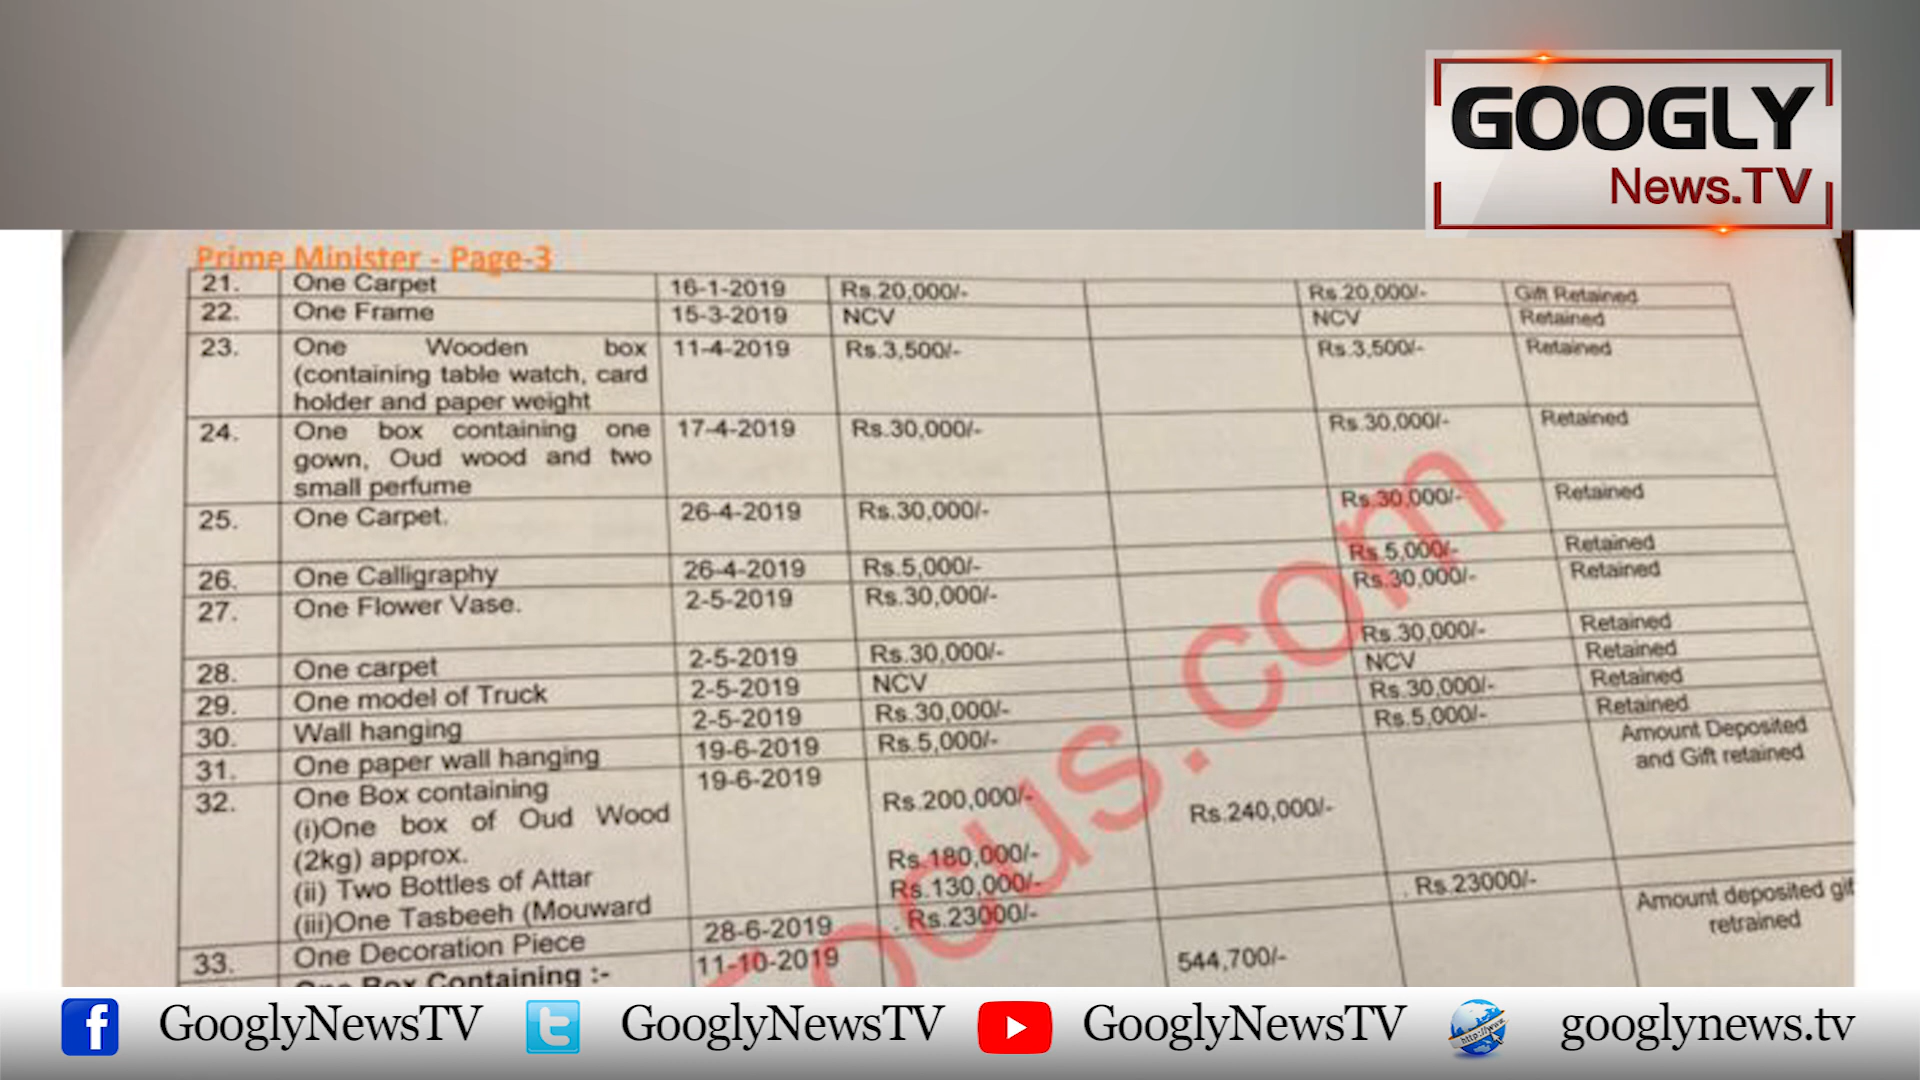 GOOGLY
News.TV
Prime Minister - Page-3
21. One Carpet 16-1-2019 Rs.20,000/- Rs.20,000/- Gift Retained
22. One Frame 15-3-2019 NCV NCV Retained
23. One Wooden box 11-4-2019 Rs.3,500/- Rs.3,500/- Retained
(containing table watch, card
holder and paper weight
24. One box containing one 17-4-2019 Rs.30,000/- Rs.30,000/- Retained
gown, Oud wood and two
small perfume
25. One Carpet. 26-4-2019 Rs.30,000/- Rs.30,000/- Retained
26. One Calligraphy 26-4-2019 Rs.5,000/- Rs.5,000/- Retained
27. One Flower Vase. 2-5-2019 Rs.30,000/- Rs.30,000/- Retained
28. One carpet 2-5-2019 Rs.30,000/- Rs.30,000/- Retained
29. One model of Truck 2-5-2019 NCV NCV Retained
30. Wall hanging 2-5-2019 Rs.30,000/- Rs.30,000/- Retained
31. One paper wall hanging 19-6-2019 Rs.5,000/- Rs.5,000/- Retained
32. One Box containing 19-6-2019 Rs.200,000/- Rs.240,000/- Amount Deposited
and Gift retained
(i)One box of Oud Wood
(2kg) approx. Rs.180,000/-
(ii) Two Bottles of Attar Rs.130,000/-
(iii)One Tasbeeh (Mouward
33. One Decoration Piece 28-6-2019 . Rs.23000/- . Rs.23000/- Amount deposited gif
retrained
One Box Containing :- 11-10-2019 544,700/-
ocus.com
GooglyNewsTV GooglyNewsTV GooglyNewsTV googlynews.tv